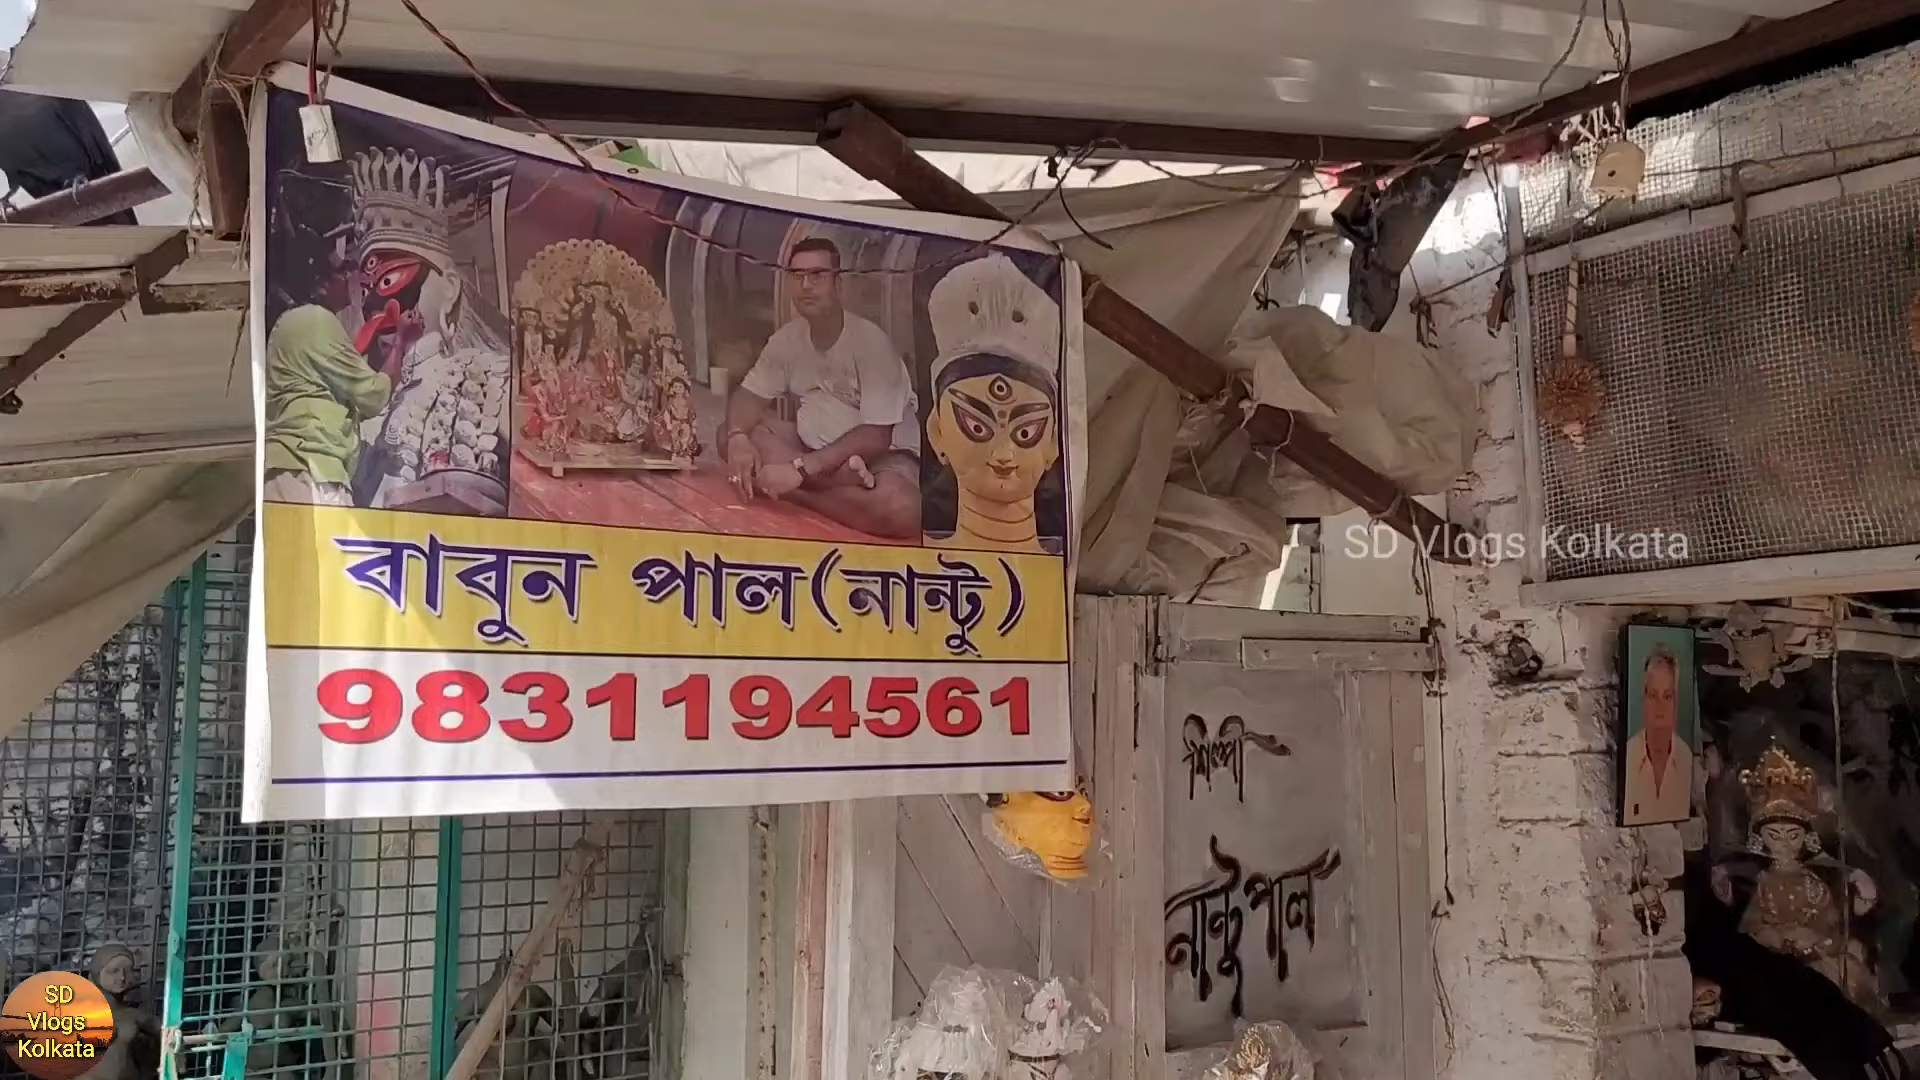 বাবুন পাল (নান্টু)
9831194561
SD Vlogs Kolkata
শিল্পী
নান্টু পাল
SD
Vlogs
Kolkata